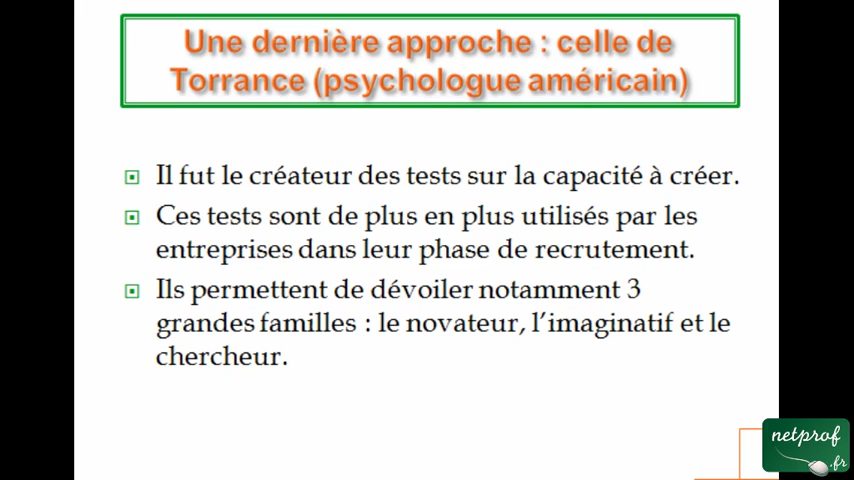 Une dernière approche : celle de
Torrance (psychologue américain)
Il fut le créateur des tests sur la capacité à créer.
Ces tests sont de plus en plus utilisés par les
entreprises dans leur phase de recrutement.
Ils permettent de dévoiler notamment 3
grandes familles : le novateur, l’imaginatif et le
chercheur.
netprof
.fr